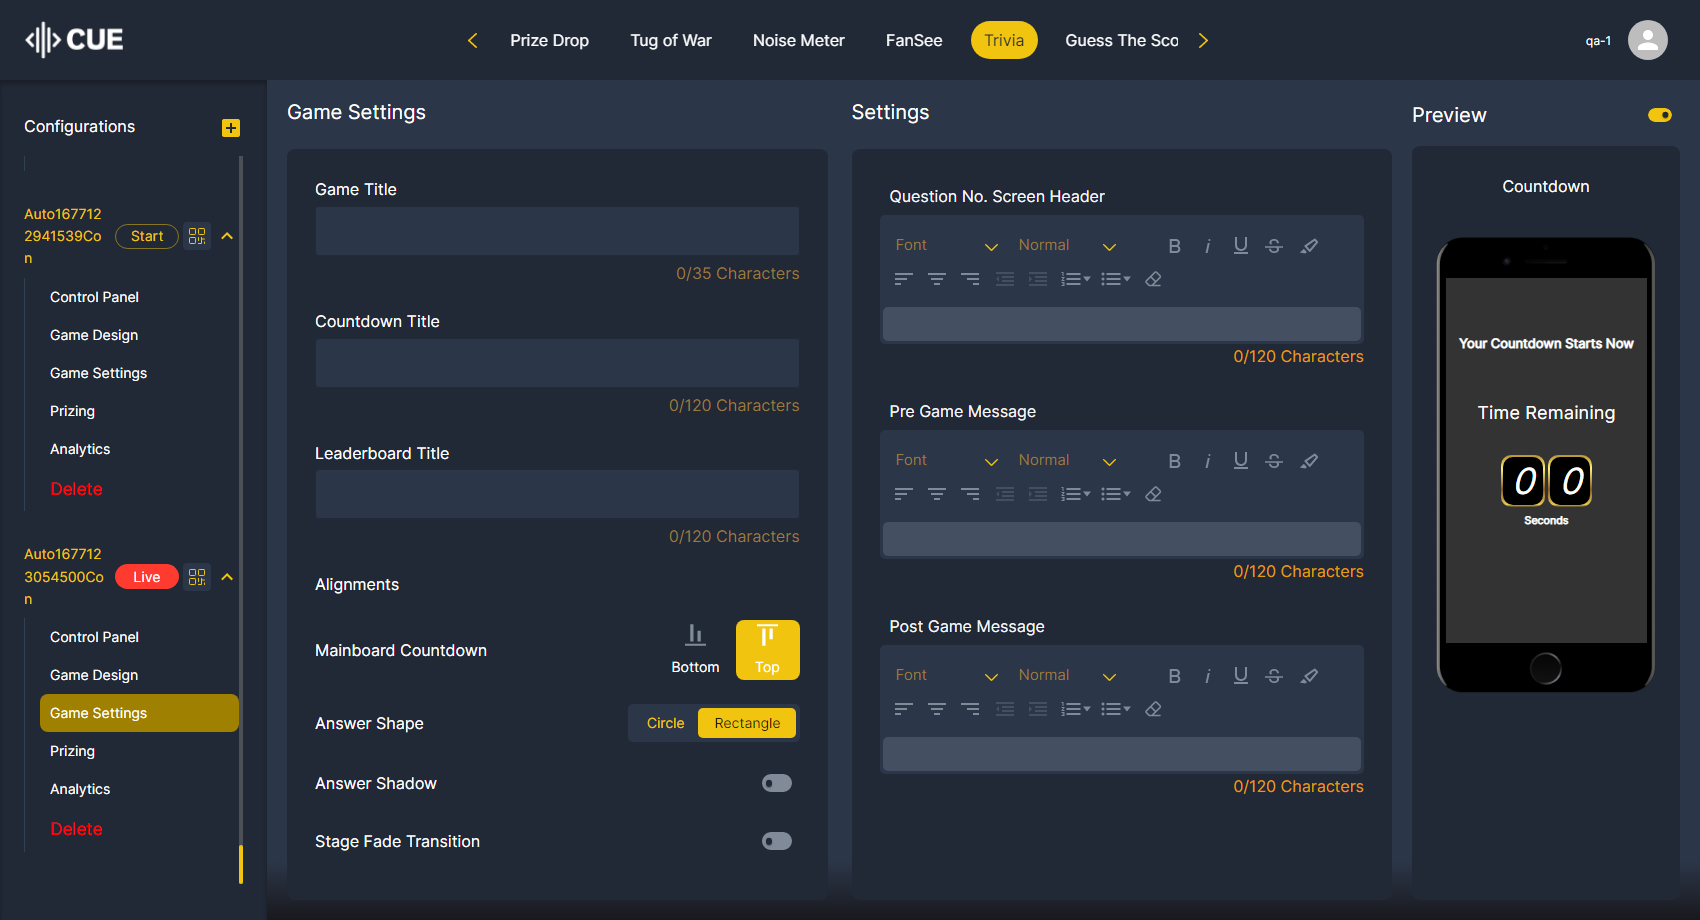 CUE
Prize Drop
Tug of War
Noise Meter
FanSee
Trivia
Guess The Sco
qa-1
Configurations
Auto167712
2941539Co
n
Start
Control Panel
Game Design
Game Settings
Prizing
Analytics
Delete
Auto167712
3054500Co
n
Live
Control Panel
Game Design
Game Settings
Prizing
Analytics
Delete
Game Settings
Game Title
0/35 Characters
Countdown Title
0/120 Characters
Leaderboard Title
0/120 Characters
Alignments
Mainboard Countdown
Bottom
Top
Answer Shape
Circle
Rectangle
Answer Shadow
Stage Fade Transition
Settings
Question No. Screen Header
Font
Normal
B i U S
0/120 Characters
Pre Game Message
Font
Normal
B i U S
0/120 Characters
Post Game Message
Font
Normal
B i U S
0/120 Characters
Preview
Countdown
Your Countdown Starts Now
Time Remaining
0 0
Seconds